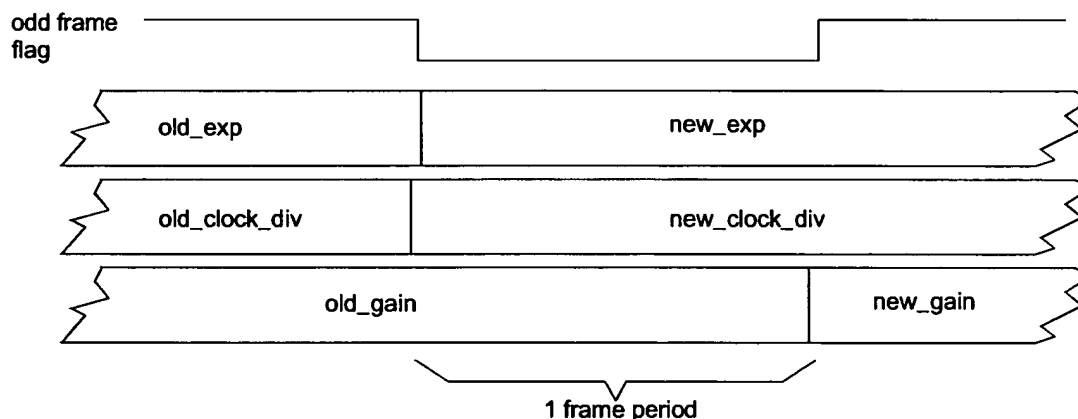 odd frame
flag
old_exp
new_exp
old_clock_div
new_clock_div
old_gain
new_gain
1 frame period